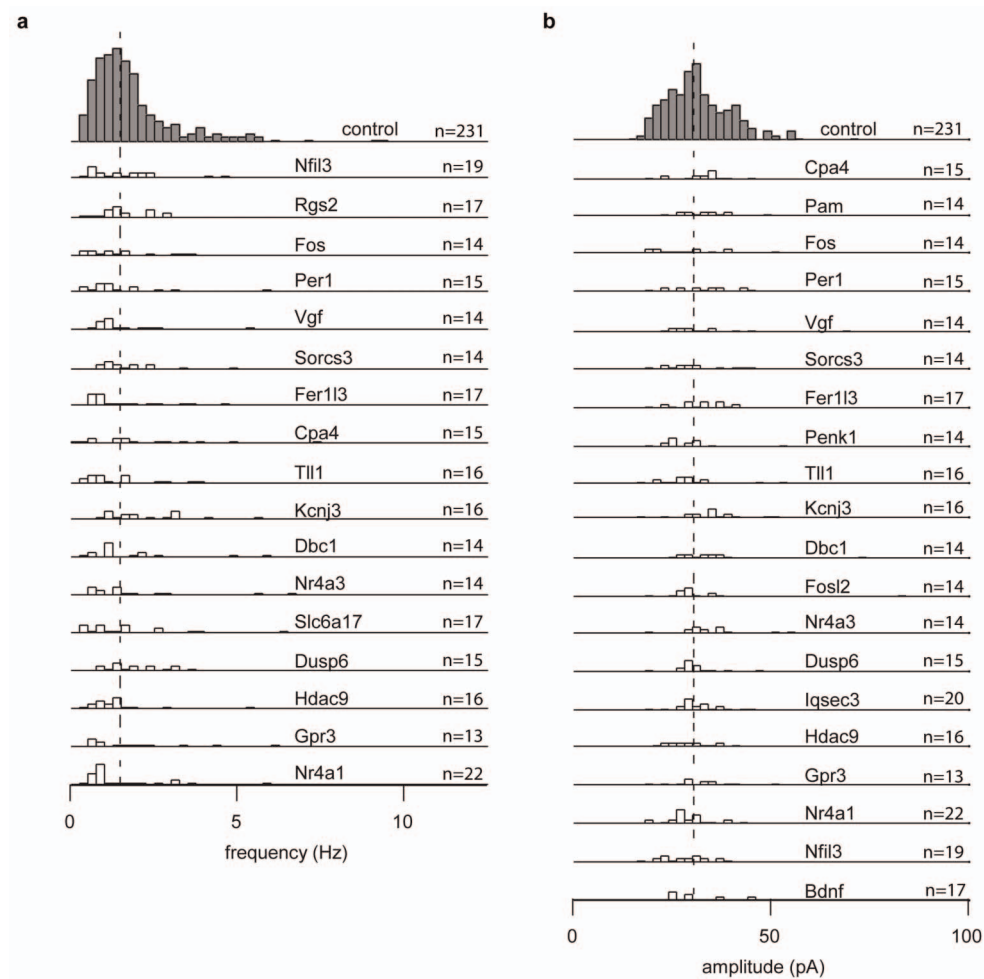 a
control n=231
Nfil3 n=19
Rgs2 n=17
Fos n=14
Per1 n=15
Vgf n=14
Sorcs3 n=14
Fer1l3 n=17
Cpa4 n=15
Tll1 n=16
Kcnj3 n=16
Dbc1 n=14
Nr4a3 n=14
Slc6a17 n=17
Dusp6 n=15
Hdac9 n=16
Gpr3 n=13
Nr4a1 n=22
0 5 10
frequency (Hz)
b
control n=231
Cpa4 n=15
Pam n=14
Fos n=14
Per1 n=15
Vgf n=14
Sorcs3 n=14
Fer1l3 n=17
Penk1 n=14
Tll1 n=16
Kcnj3 n=16
Dbc1 n=14
Fosl2 n=14
Nr4a3 n=14
Dusp6 n=15
Iqsec3 n=20
Hdac9 n=16
Gpr3 n=13
Nr4a1 n=22
Nfil3 n=19
Bdnf n=17
0 50 100
amplitude (pA)